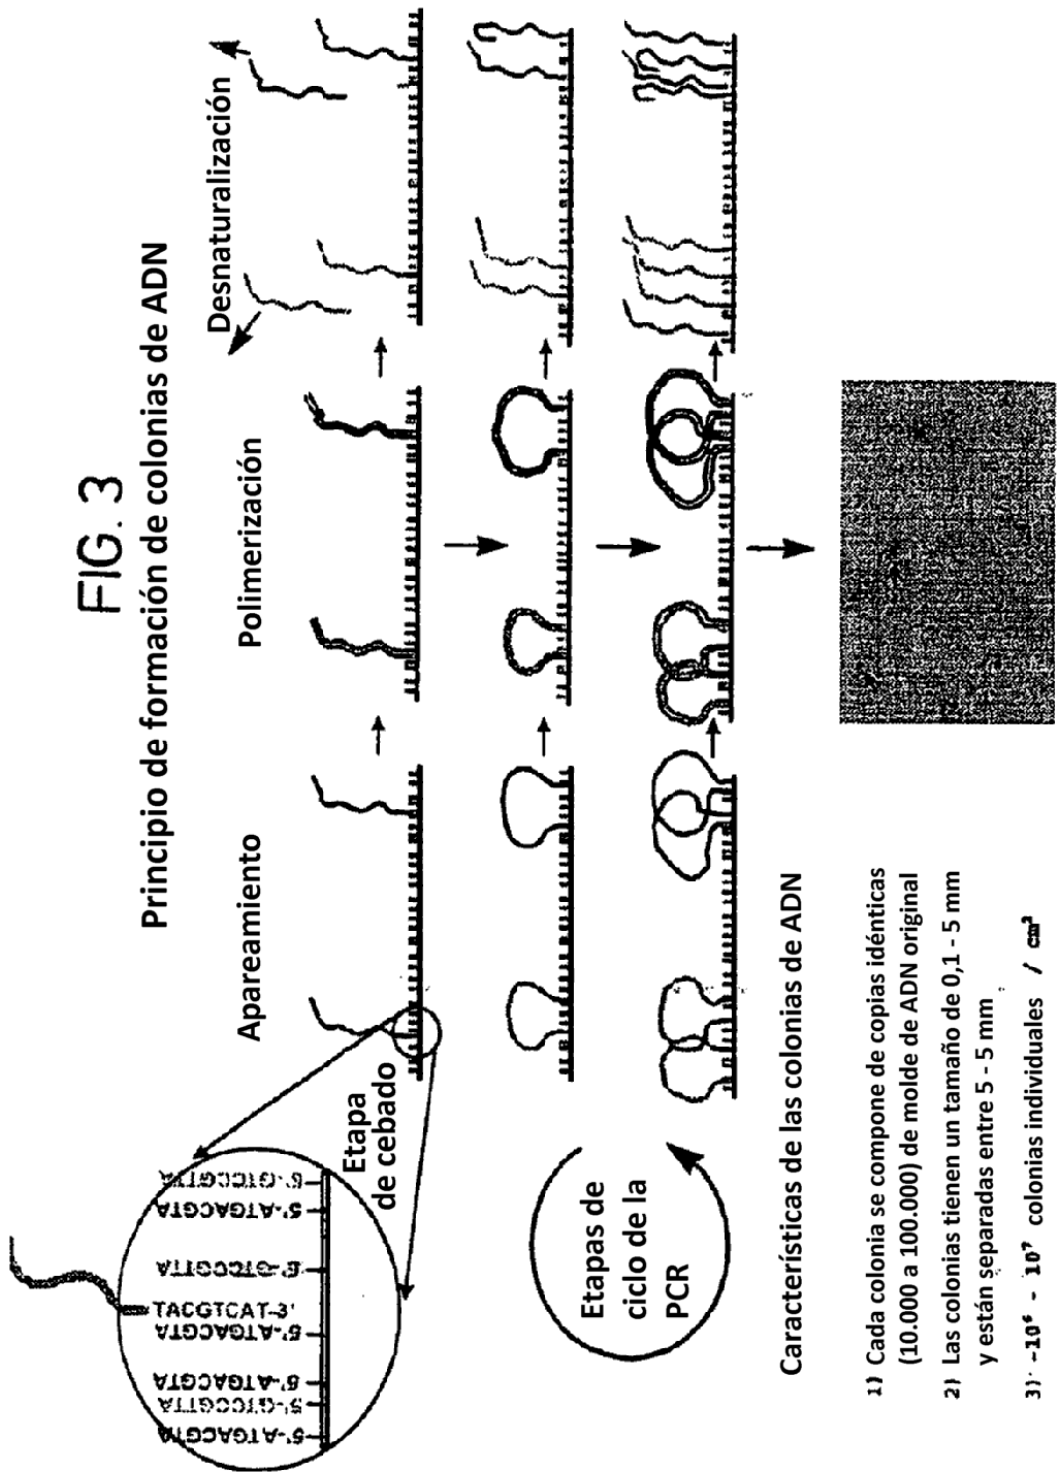 FIG. 3
Principio de formación de colonias de ADN
Apareamiento
Polimerización
Desnaturalización
5'-ATGACGTA
5'-GTCCGTTA
5'-ATGACGTA
5'-ATGACGTA
TACGTCAT-3'
5'-GTCCGTTA
5'-ATGACGTA
5'-GTCCGTTA
Etapa
de cebado
Etapas de
ciclo de la
PCR
Características de las colonias de ADN
1) Cada colonia se compone de copias idénticas
(10.000 a 100.000) de molde de ADN original
2) Las colonias tienen un tamaño de 0,1 - 5 mm
y están separadas entre 5 - 5 mm
3) -10⁶ - 10⁷ colonias individuales / cm²